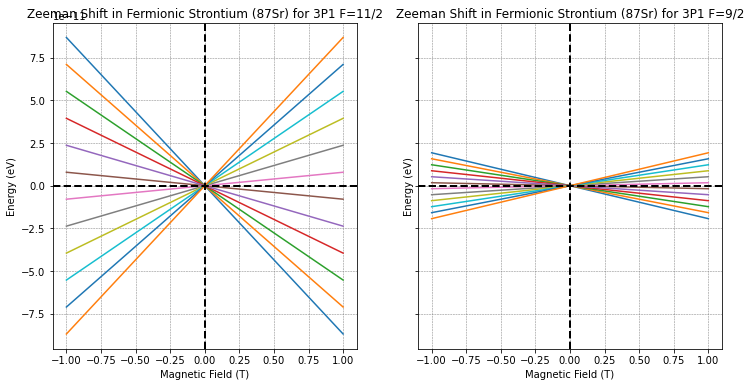 Zeeman Shift in Fermionic Strontium (87Sr) for 3P1 F=11/2
Zeeman Shift in Fermionic Strontium (87Sr) for 3P1 F=9/2
1e−11
7.5
5.0
2.5
0.0
−2.5
−5.0
−7.5
Energy (eV)
Energy (eV)
−1.00 −0.75 −0.50 −0.25 0.00 0.25 0.50 0.75 1.00
−1.00 −0.75 −0.50 −0.25 0.00 0.25 0.50 0.75 1.00
Magnetic Field (T)
Magnetic Field (T)